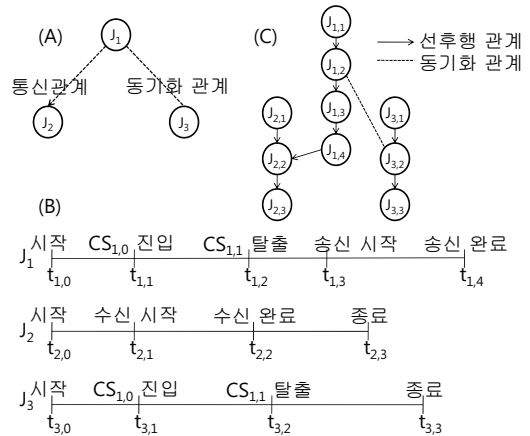 (A)
J1
통신관계
동기화 관계
J2
J3
(C)
J1,1
J1,2
J1,3
J1,4
J2,1
J2,2
J2,3
J3,1
J3,2
J3,3
선후행 관계
동기화 관계
(B)
J1 시작 CS1,0 진입 CS1,1 탈출 송신 시작 송신 완료
t1,0 t1,1 t1,2 t1,3 t1,4
J2 시작 수신 시작 수신 완료 종료
t2,0 t2,1 t2,2 t2,3
J3 시작 CS1,0 진입 CS1,1 탈출 종료
t3,0 t3,1 t3,2 t3,3